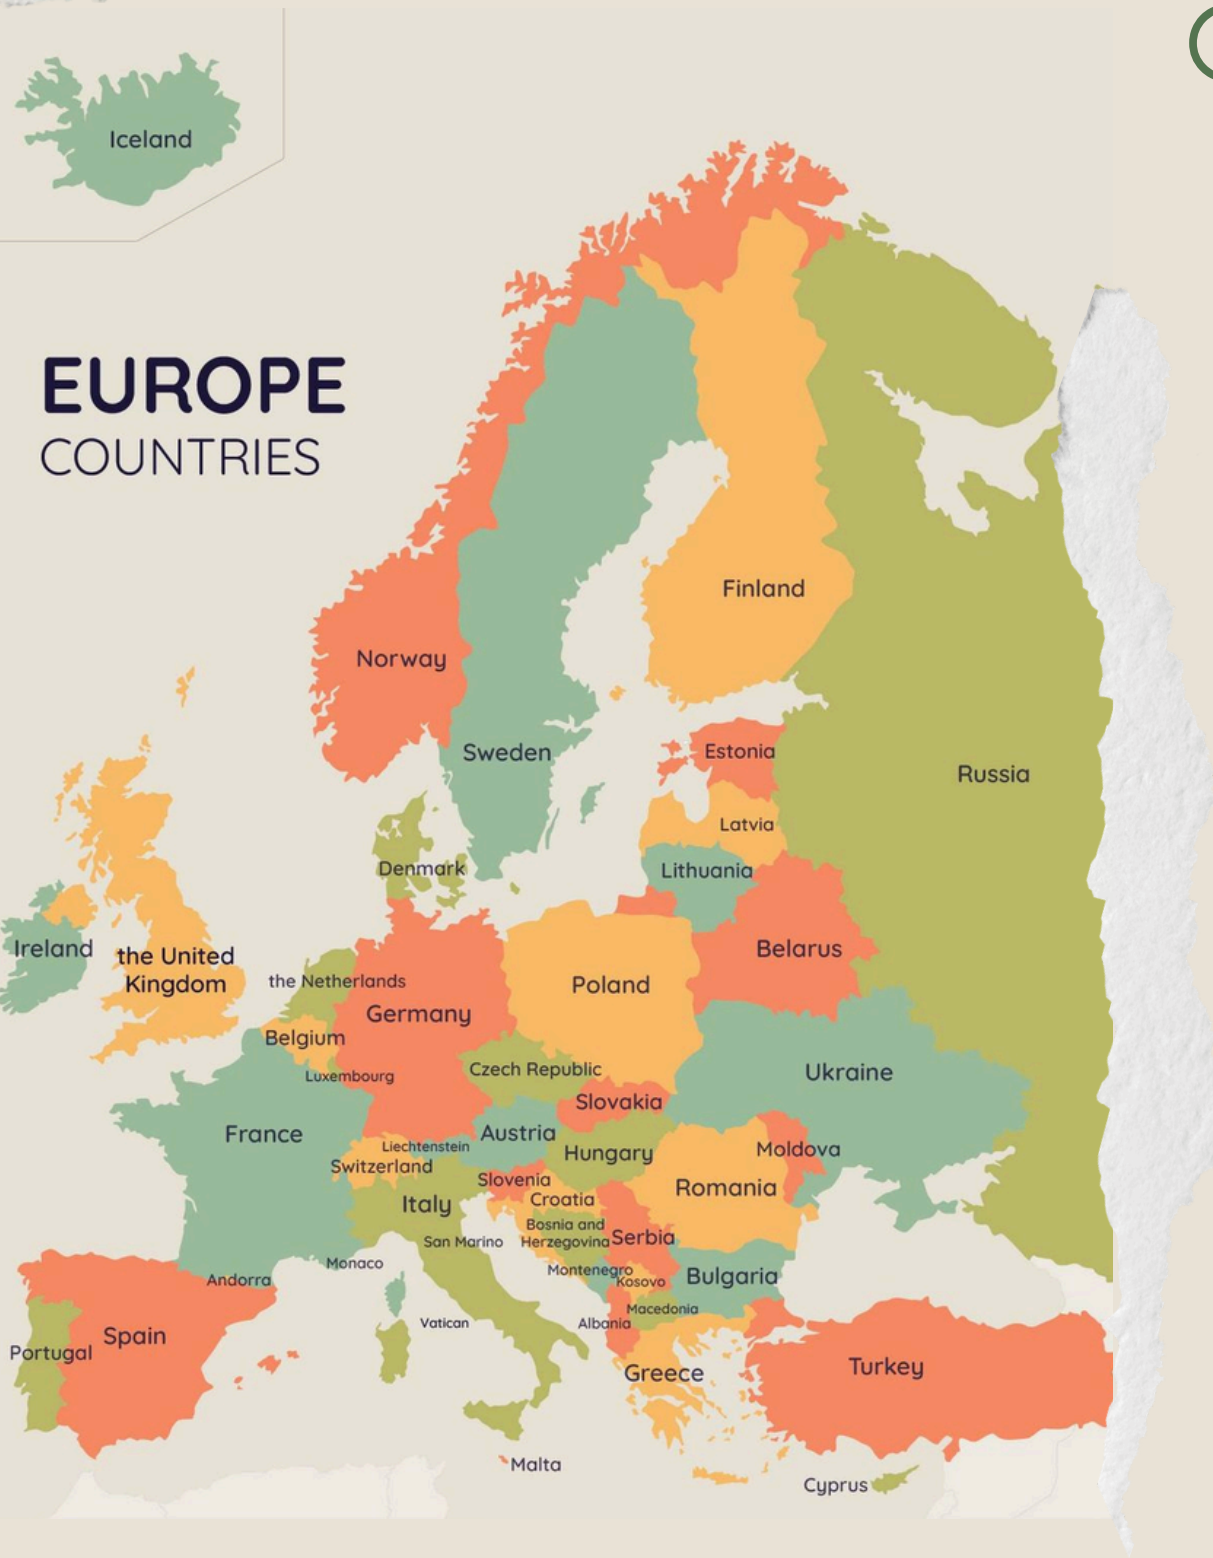 Iceland
EUROPE
COUNTRIES
Finland
Norway
Sweden
Estonia
Russia
Latvia
Denmark
Lithuania
Ireland
the United
Kingdom
Belarus
the Netherlands
Poland
Germany
Belgium
Czech Republic
Ukraine
Luxembourg
Slovakia
France
Austria
Liechtenstein
Hungary
Moldova
Switzerland
Slovenia
Romania
Italy
Croatia
Bosnia and
Herzegovina
San Marino
Serbia
Monaco
Montenegro
Andorra
Kosovo
Bulgaria
Macedonia
Vatican
Albania
Spain
Portugal
Greece
Turkey
Malta
Cyprus